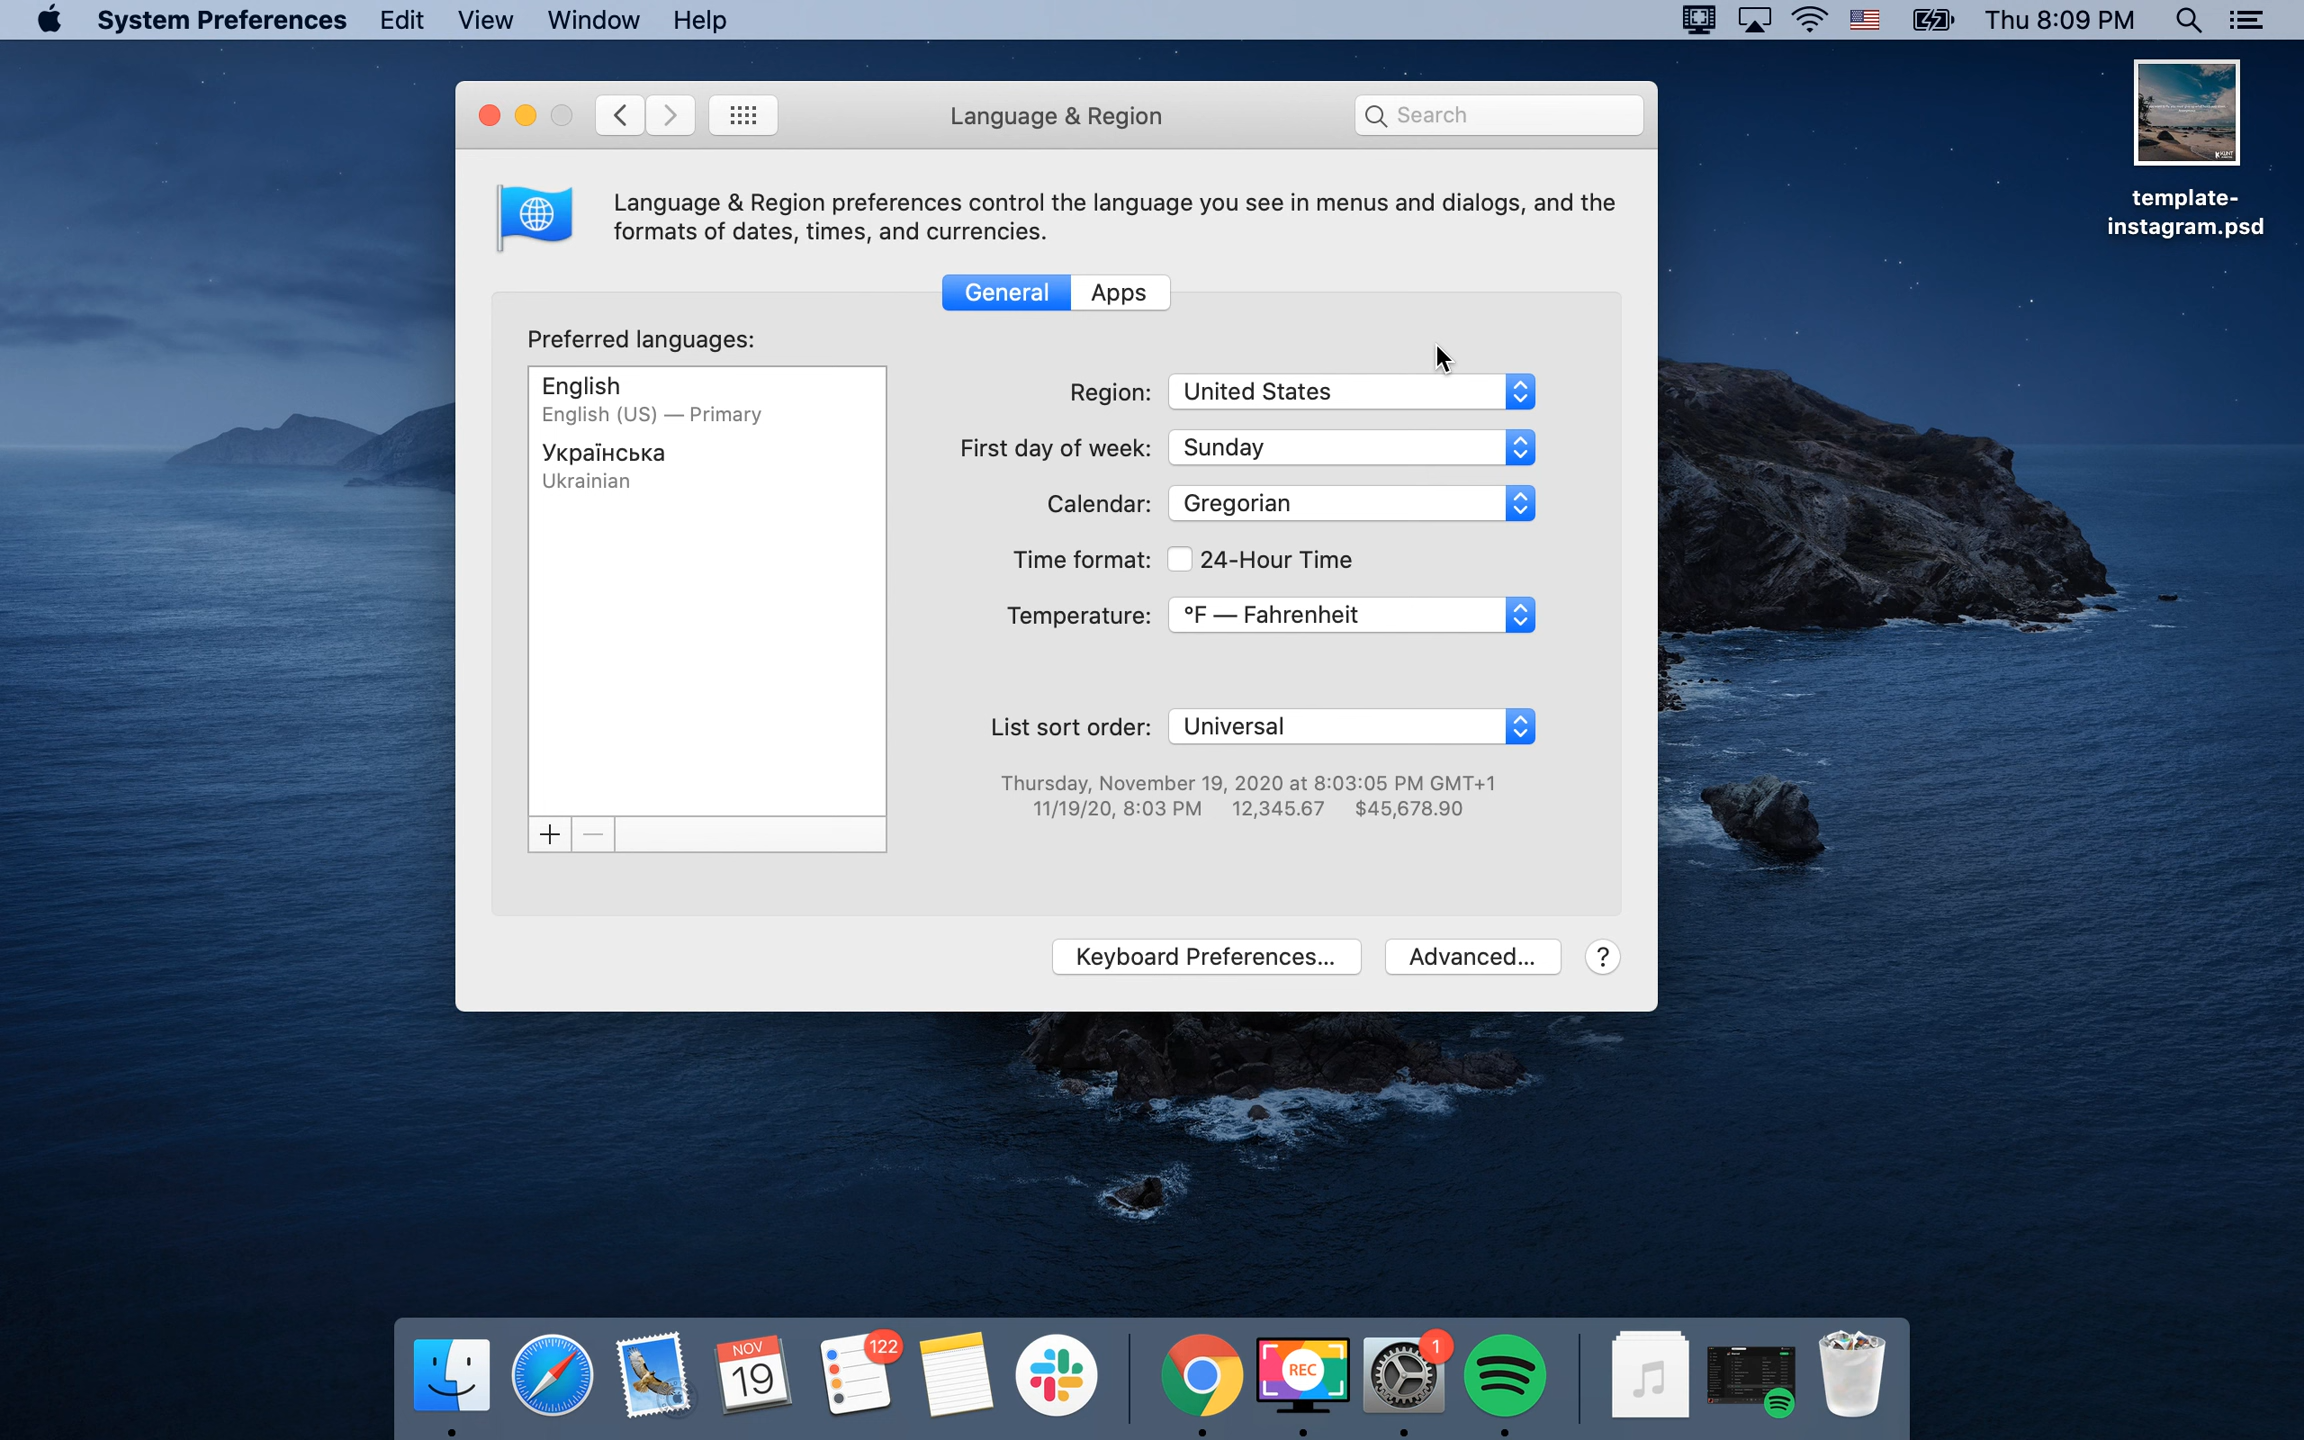 System Preferences Edit View Window Help Thu 8:09 PM
Language & Region
Search
Language & Region preferences control the language you see in menus and dialogs, and the
formats of dates, times, and currencies.
General Apps
Preferred languages:
English
English (US) — Primary
Українська
Ukrainian
Region: United States
First day of week: Sunday
Calendar: Gregorian
Time format: 24-Hour Time
Temperature: °F — Fahrenheit
List sort order: Universal
Thursday, November 19, 2020 at 8:03:05 PM GMT+1
11/19/20, 8:03 PM 12,345.67 $45,678.90
+ —
Keyboard Preferences... Advanced... ?
template-
instagram.psd
NOV
19
122
REC
1